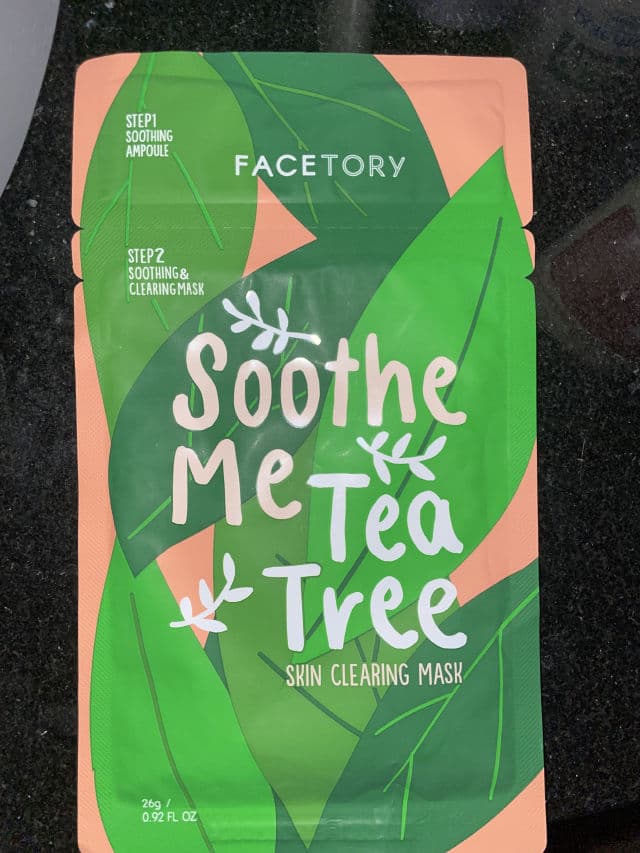 STEP1
SOOTHING
AMPOULE
FACETORY
STEP2
SOOTHING&
CLEARING MASK
Soothe
Me Tea
Tree
SKIN CLEARING MASK
26g /
0.92 FL OZ